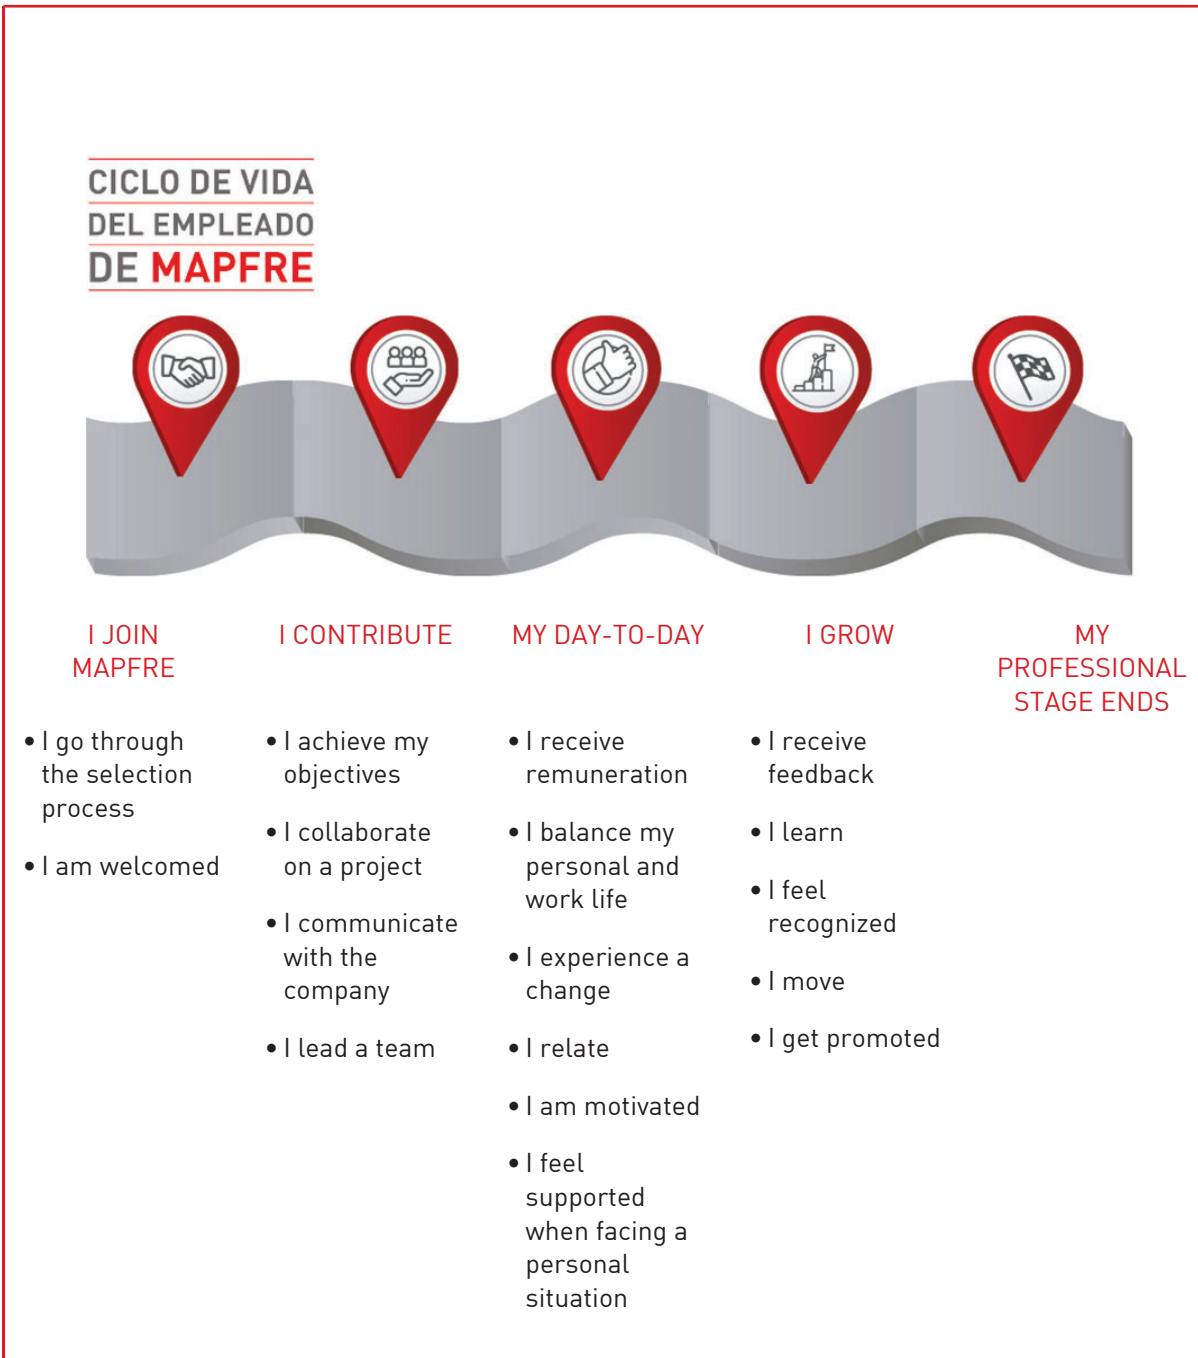 CICLO DE VIDA
DEL EMPLEADO
DE MAPFRE
I JOIN
MAPFRE
• I go through
the selection
process
• I am welcomed
I CONTRIBUTE
• I achieve my
objectives
• I collaborate
on a project
• I communicate
with the
company
• I lead a team
MY DAY-TO-DAY
• I receive
remuneration
• I balance my
personal and
work life
• I experience a
change
• I relate
• I am motivated
• I feel
supported
when facing a
personal
situation
I GROW
• I receive
feedback
• I learn
• I feel
recognized
• I move
• I get promoted
MY
PROFESSIONAL
STAGE ENDS